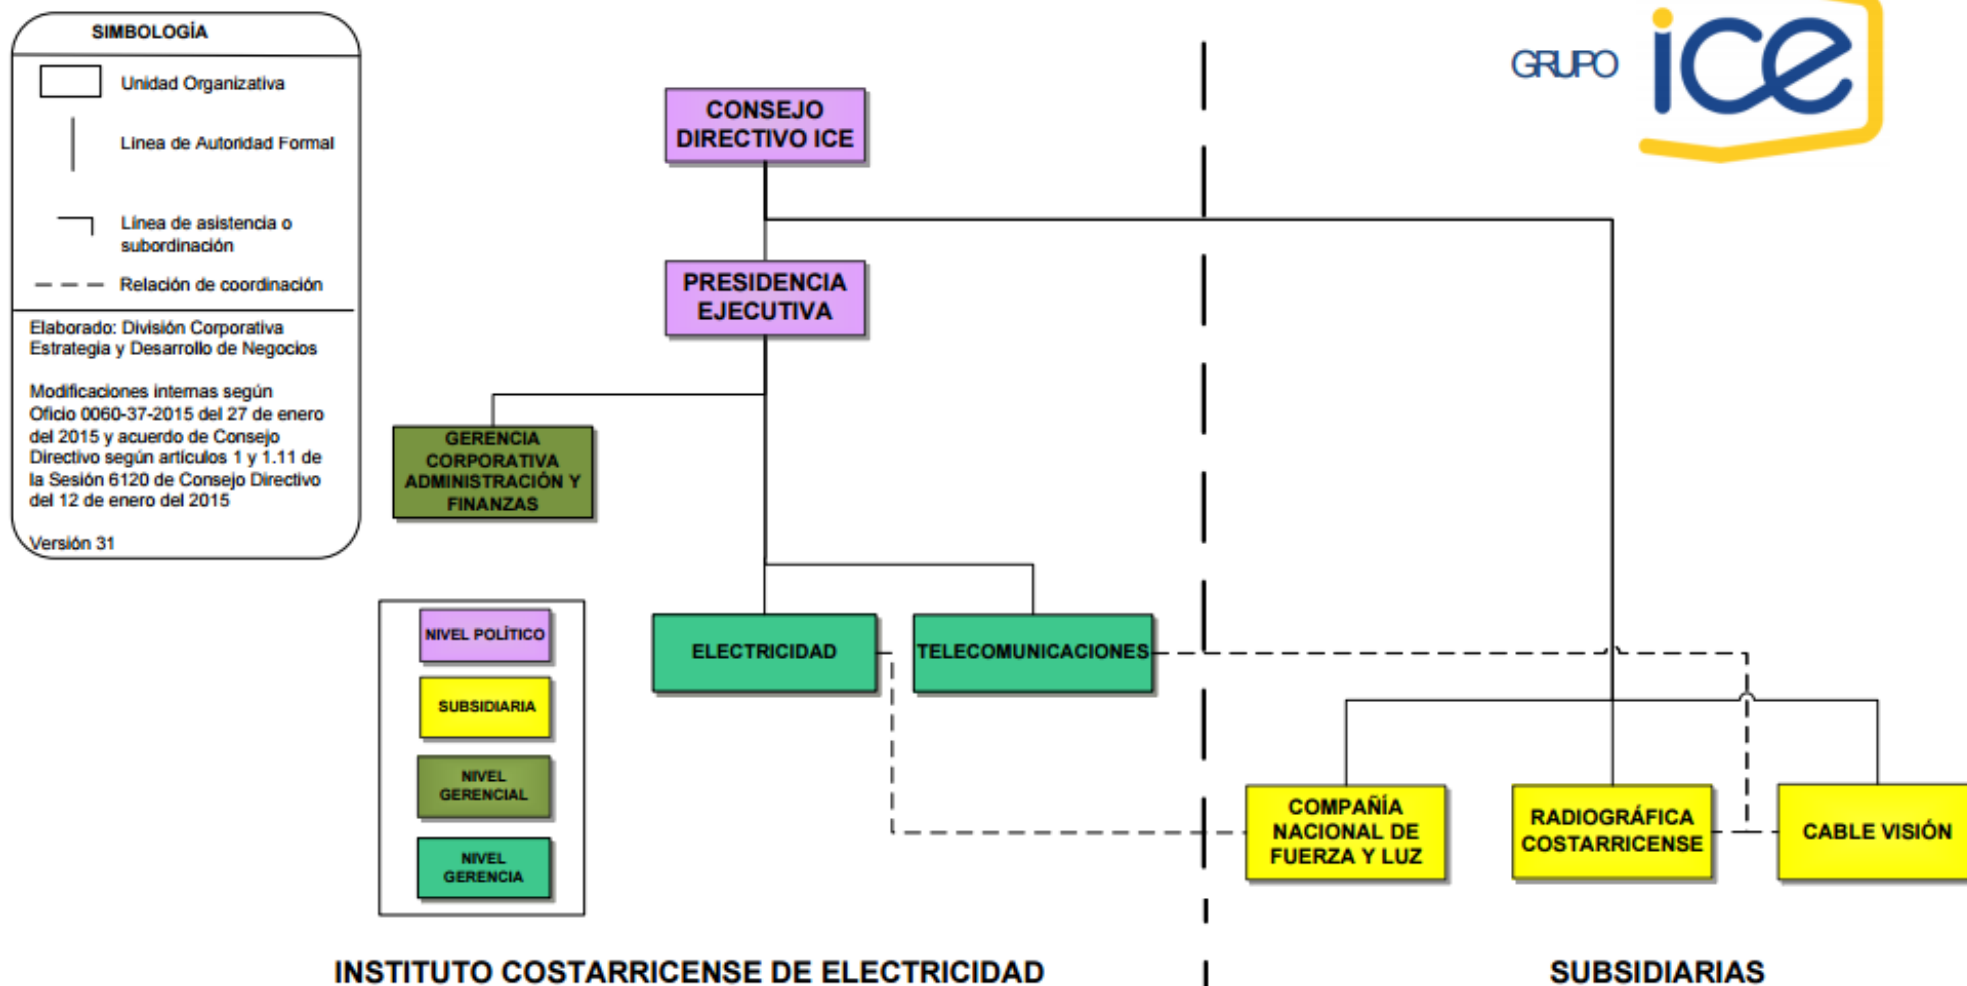 SIMBOLOGÍA
Unidad Organizativa
Línea de Autoridad Formal
Línea de asistencia o
subordinación
Relación de coordinación
Elaborado: División Corporativa
Estrategia y Desarrollo de Negocios
Modificaciones internas según
Oficio 0060-37-2015 del 27 de enero
del 2015 y acuerdo de Consejo
Directivo según artículos 1 y 1.11 de
la Sesión 6120 de Consejo Directivo
del 12 de enero del 2015
Versión 31
GRUPO ice
CONSEJO
DIRECTIVO ICE
PRESIDENCIA
EJECUTIVA
GERENCIA
CORPORATIVA
ADMINISTRACIÓN Y
FINANZAS
ELECTRICIDAD
TELECOMUNICACIONES
NIVEL POLÍTICO
SUBSIDIARIA
NIVEL
GERENCIAL
NIVEL
GERENCIA
COMPAÑÍA
NACIONAL DE
FUERZA Y LUZ
RADIOGRÁFICA
COSTARRICENSE
CABLE VISIÓN
INSTITUTO COSTARRICENSE DE ELECTRICIDAD
SUBSIDIARIAS